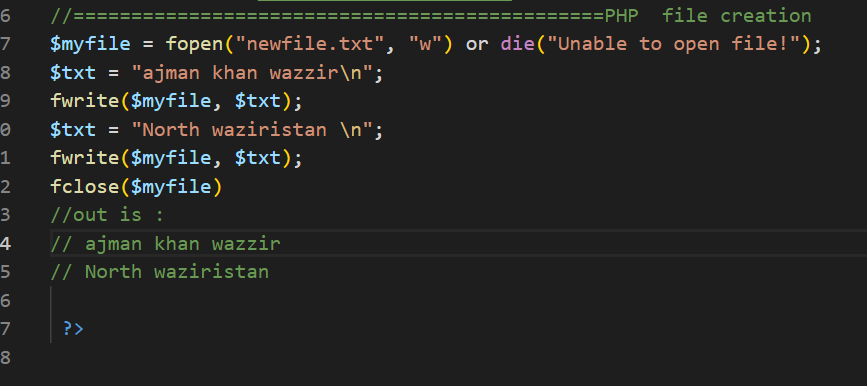 6 //==============================================PHP  file creation
7 $myfile = fopen("newfile.txt", "w") or die("Unable to open file!");
8 $txt = "ajman khan wazzir\n";
9 fwrite($myfile, $txt);
0 $txt = "North waziristan \n";
1 fwrite($myfile, $txt);
2 fclose($myfile)
3 //out is :
4 // ajman khan wazzir
5 // North waziristan
6
7 ?>
8